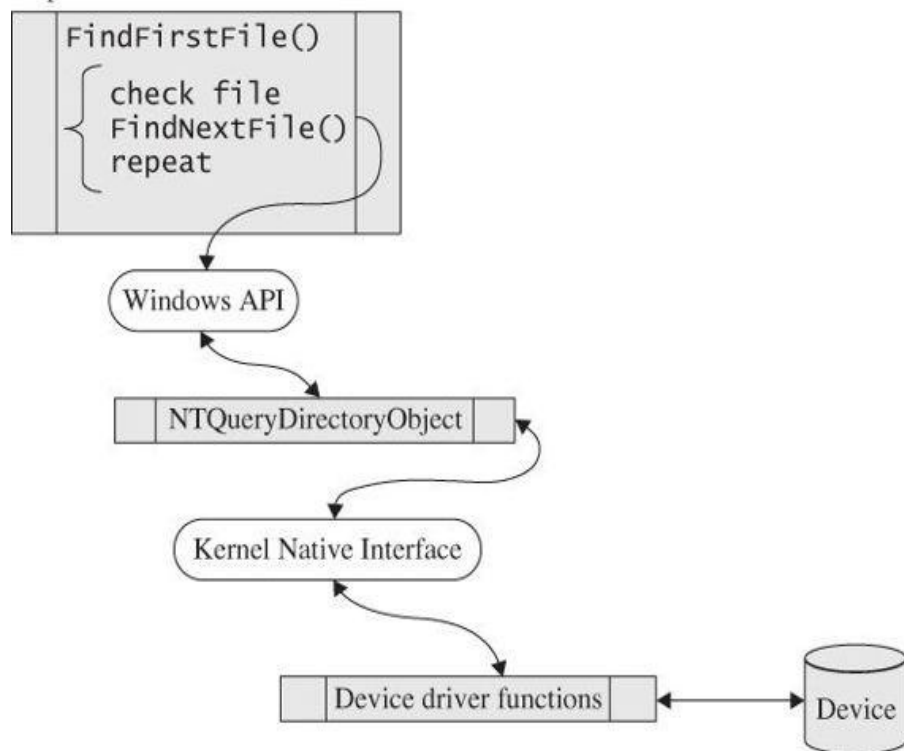 FindFirstFile()
check file
FindNextFile()
repeat
Windows API
NTQueryDirectoryObject
Kernel Native Interface
Device driver functions
Device